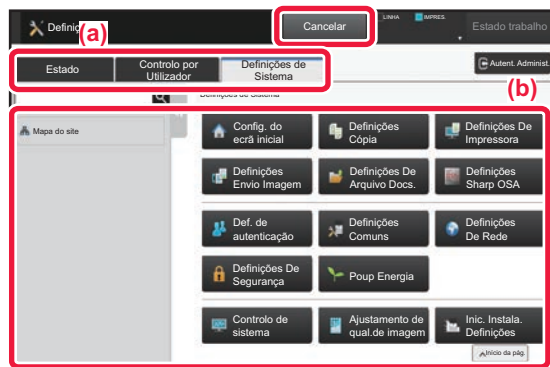 Definiç
(a)
Cancelar
LINHA
IMPRES.
Estado trabalho
Estado
Controlo por
Utilizador
Definições de
Sistema
Autent. Administ.
(b)
Definições de Sistema
Mapa do site
Config. do
ecrã inicial
Definições
Cópia
Definições De
Impressora
Definições
Envio Imagem
Definições De
Arquivo Docs.
Definições
Sharp OSA
Def. de
autenticação
Definições
Comuns
Definições
De Rede
Definições De
Segurança
Poup Energia
Controlo de
sistema
Ajustamento de
qual.de imagem
Inic. Instala.
Definições
Início da pág.